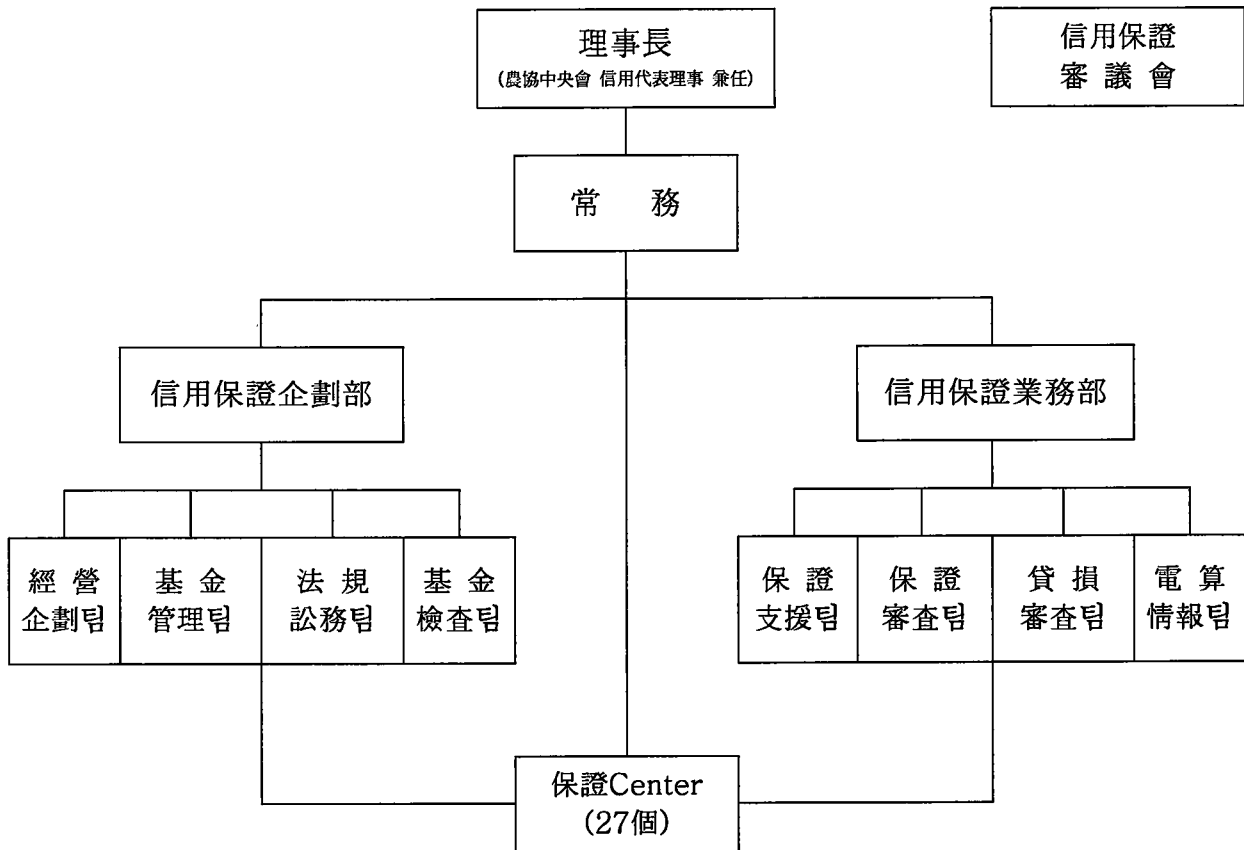 理事長
(農協中央會 信用代表理事 兼任)
信用保證
審 議 會
常 務
信用保證企劃部
信用保證業務部
經 營
企劃팀
基 金
管理팀
法 規
訟務팀
基 金
檢査팀
保 證
支援팀
保 證
審査팀
貸 損
審査팀
電 算
情報팀
保證Center
(27個)